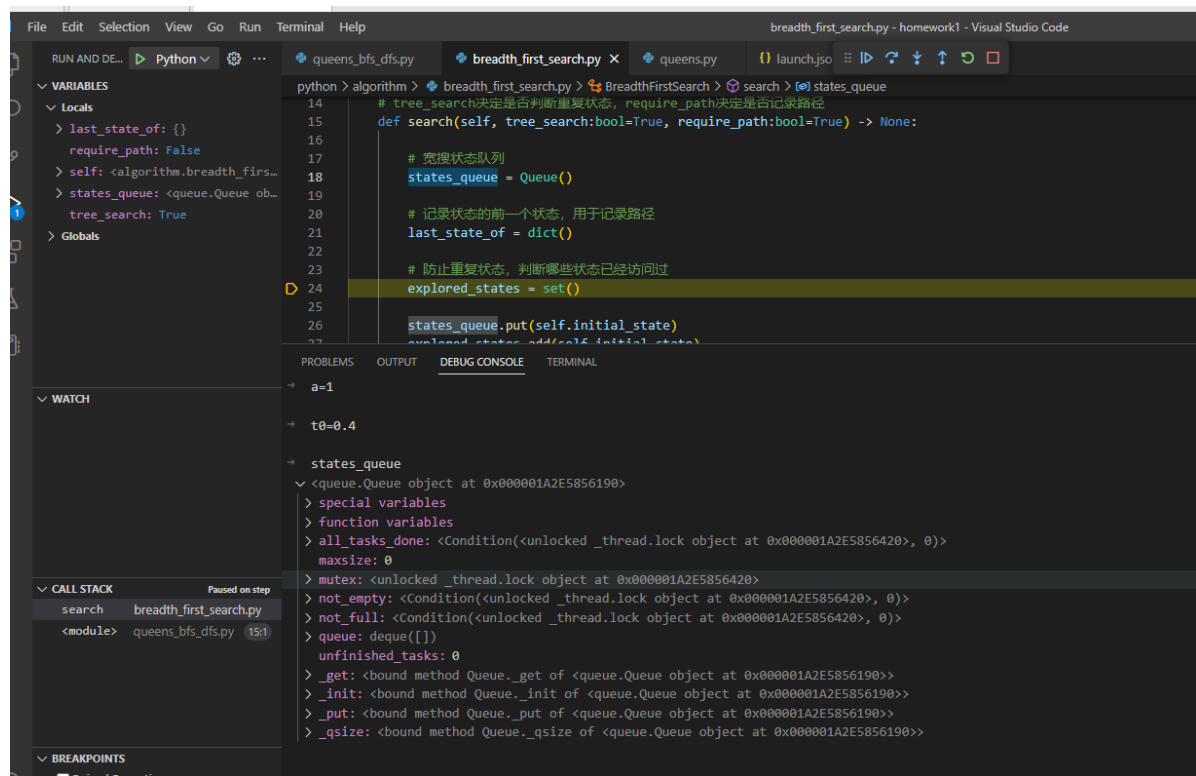 File Edit Selection View Go Run Terminal Help
breadth_first_search.py - homework1 - Visual Studio Code
RUN AND DE... Python
queens_bfs_dfs.py breadth_first_search.py queens.py {} launch.jso
VARIABLES
Locals
> last_state_of: {}
require_path: False
> self: <algorithm.breadth_firs...
> states_queue: <queue.Queue ob...
tree_search: True
> Globals
python > algorithm > breadth_first_search.py > BreadthFirstSearch > search > states_queue
14 # tree_search决定是否判断重复状态，require_path决定是否记录路径
15 def search(self, tree_search:bool=True, require_path:bool=True) -> None:
16
17 # 宽搜状态队列
18 states_queue = Queue()
19
20 # 记录状态的前一个状态，用于记录路径
21 last_state_of = dict()
22
23 # 防止重复状态，判断哪些状态已经访问过
24 explored_states = set()
25
26 states_queue.put(self.initial_state)
27 explored_states.add(self.initial_state)
1
WATCH
CALL STACK Paused on step
search breadth_first_search.py
<module> queens_bfs_dfs.py 15:1
BREAKPOINTS
PROBLEMS OUTPUT DEBUG CONSOLE TERMINAL
a=1
t0=0.4
states_queue
<queue.Queue object at 0x000001A2E5856190>
> special variables
> function variables
> all_tasks_done: <Condition(<unlocked _thread.lock object at 0x000001A2E5856420>, 0)>
maxsize: 0
> mutex: <unlocked _thread.lock object at 0x000001A2E5856420>
> not_empty: <Condition(<unlocked _thread.lock object at 0x000001A2E5856420>, 0)>
> not_full: <Condition(<unlocked _thread.lock object at 0x000001A2E5856420>, 0)>
> queue: deque([])
unfinished_tasks: 0
> _get: <bound method Queue._get of <queue.Queue object at 0x000001A2E5856190>>
> _init: <bound method Queue._init of <queue.Queue object at 0x000001A2E5856190>>
> _put: <bound method Queue._put of <queue.Queue object at 0x000001A2E5856190>>
> _qsize: <bound method Queue._qsize of <queue.Queue object at 0x000001A2E5856190>>